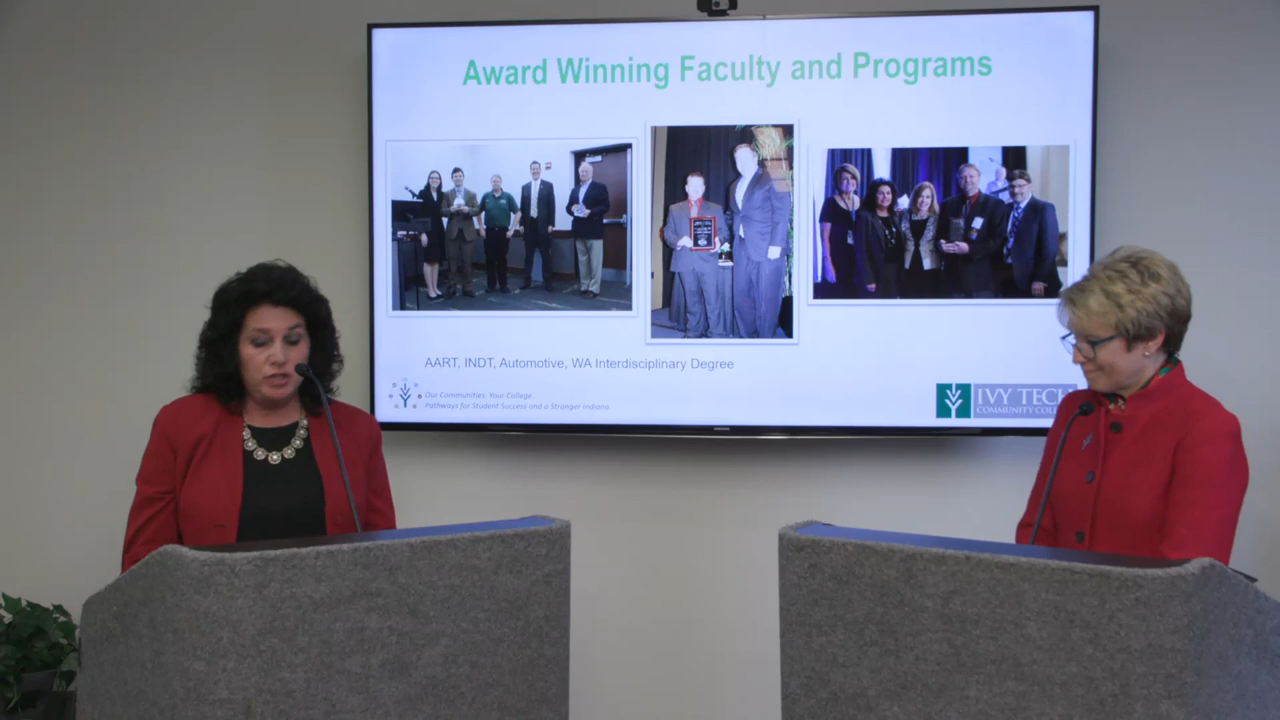 Award Winning Faculty and Programs
AART, INDT, Automotive, WA Interdisciplinary Degree
Our Communities. Your College.
Pathways for Student Success and a Stronger Indiana
IVY TECH
COMMUNITY